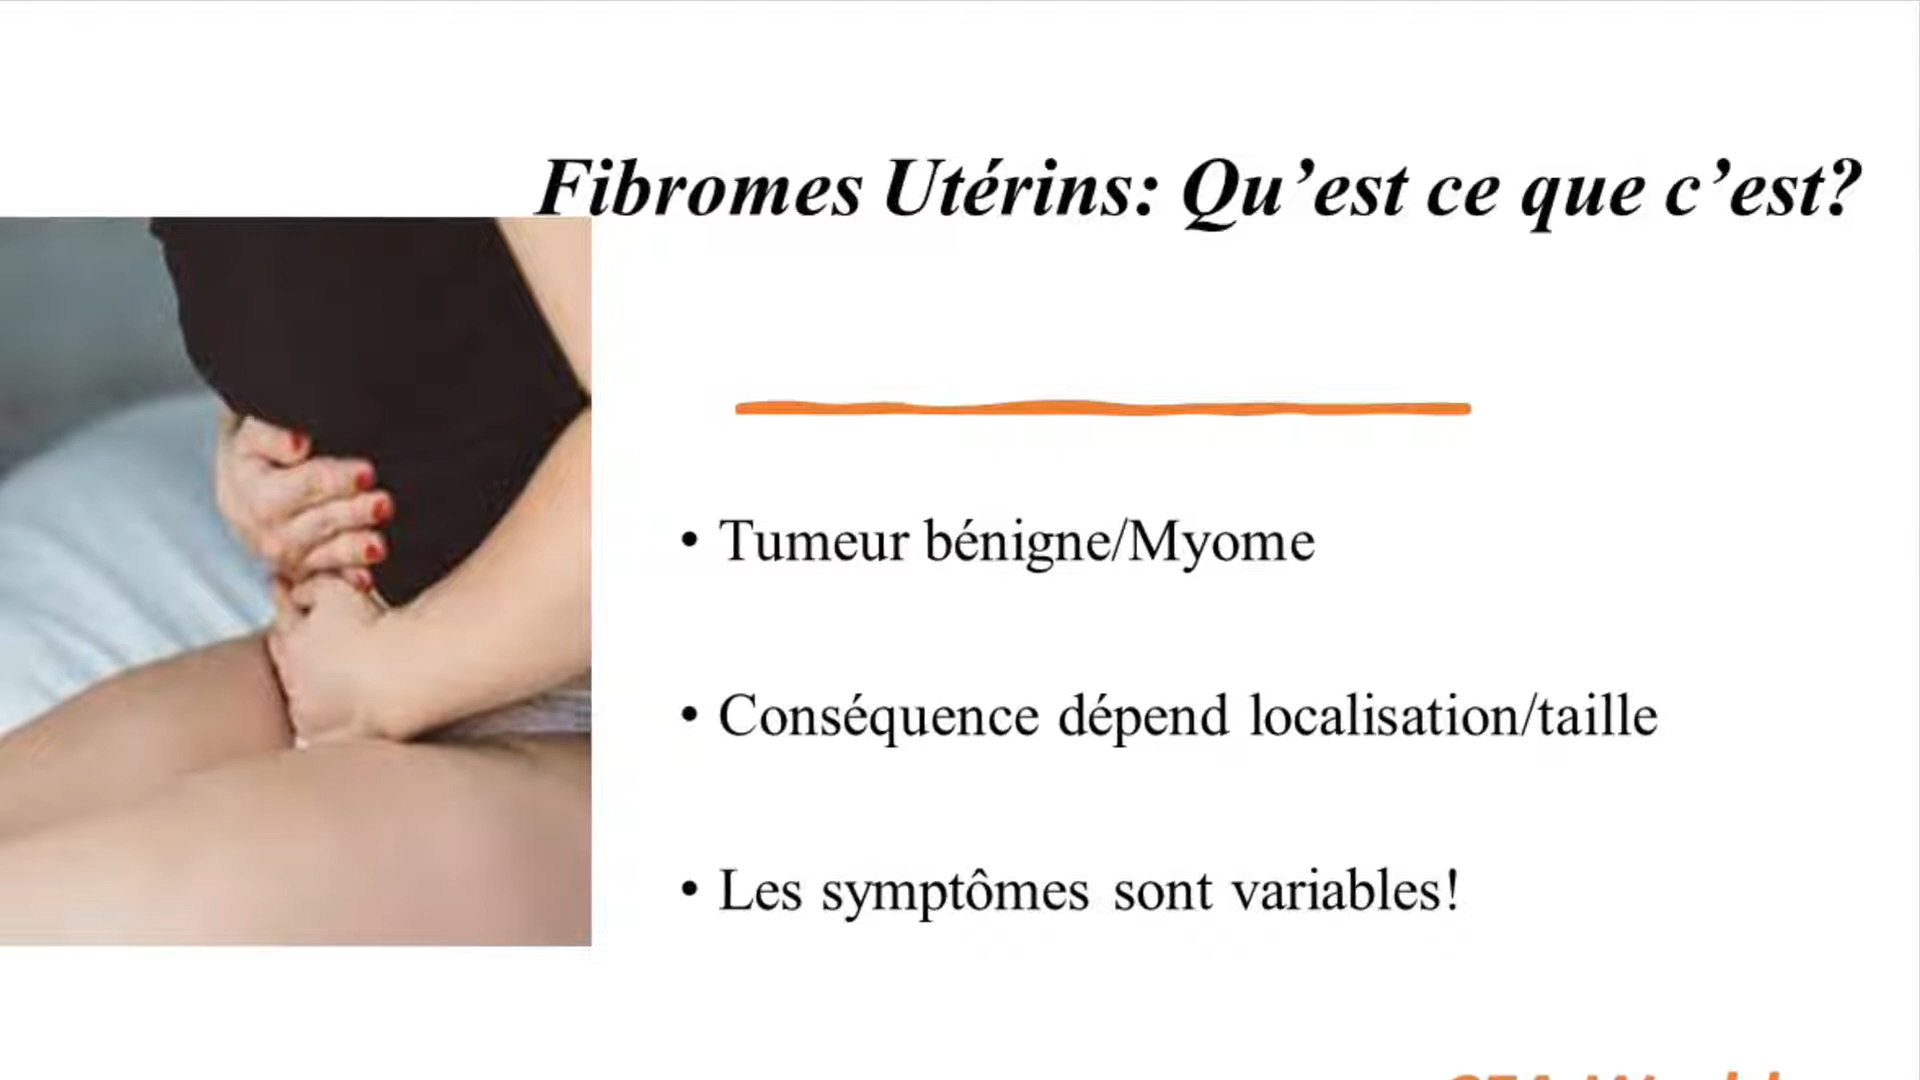 Fibromes Utérins: Qu’est ce que c’est?
• Tumeur bénigne/Myome
• Conséquence dépend localisation/taille
• Les symptômes sont variables!